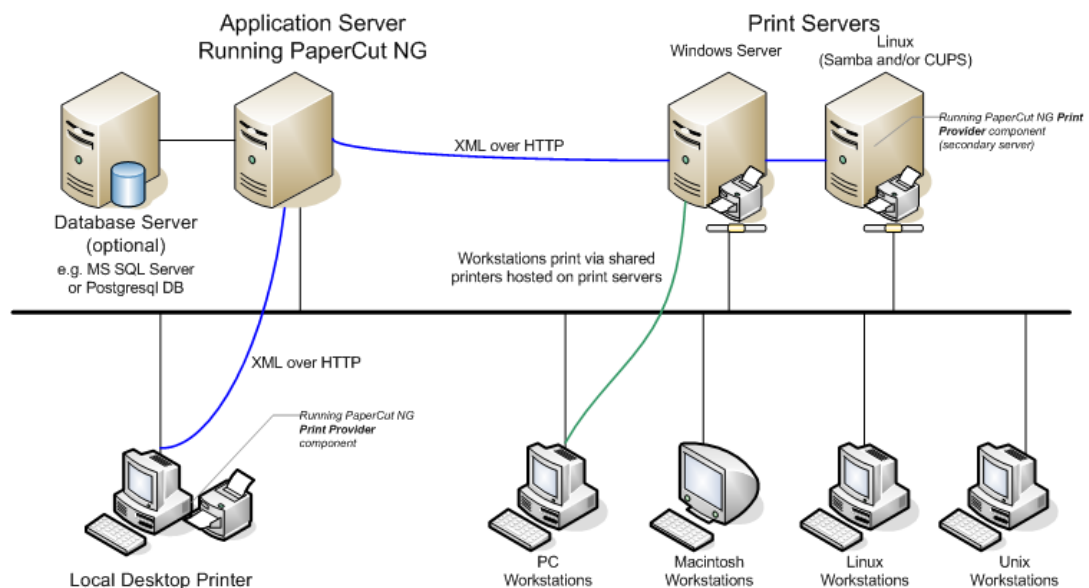 Application Server
Running PaperCut NG
Print Servers
Windows Server
Linux
(Samba and/or CUPS)
Running PaperCut NG Print
Provider component
(secondary server)
XML over HTTP
Database Server
(optional)
e.g. MS SQL Server
or Postgresql DB
Workstations print via shared
printers hosted on print servers
XML over HTTP
Running PaperCut NG
Print Provider
component
Local Desktop Printer
PC
Workstations
Macintosh
Workstations
Linux
Workstations
Unix
Workstations